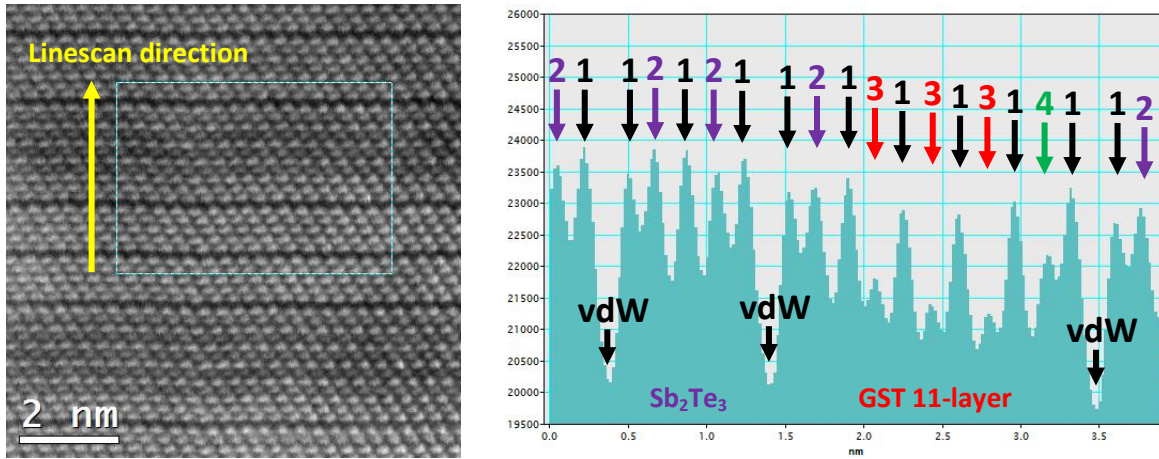 Linescan direction
2 nm
26000
25500
25000
24500
24000
23500
23000
22500
22000
21500
21000
20500
20000
19500
2 1 1 2 1 2 1 1 2 1 3 1 3 1 3 1 4 1 1 2
vdW vdW vdW
Sb₂Te₃ GST 11-layer
0.0 0.5 1.0 1.5 2.0 2.5 3.0 3.5
nm